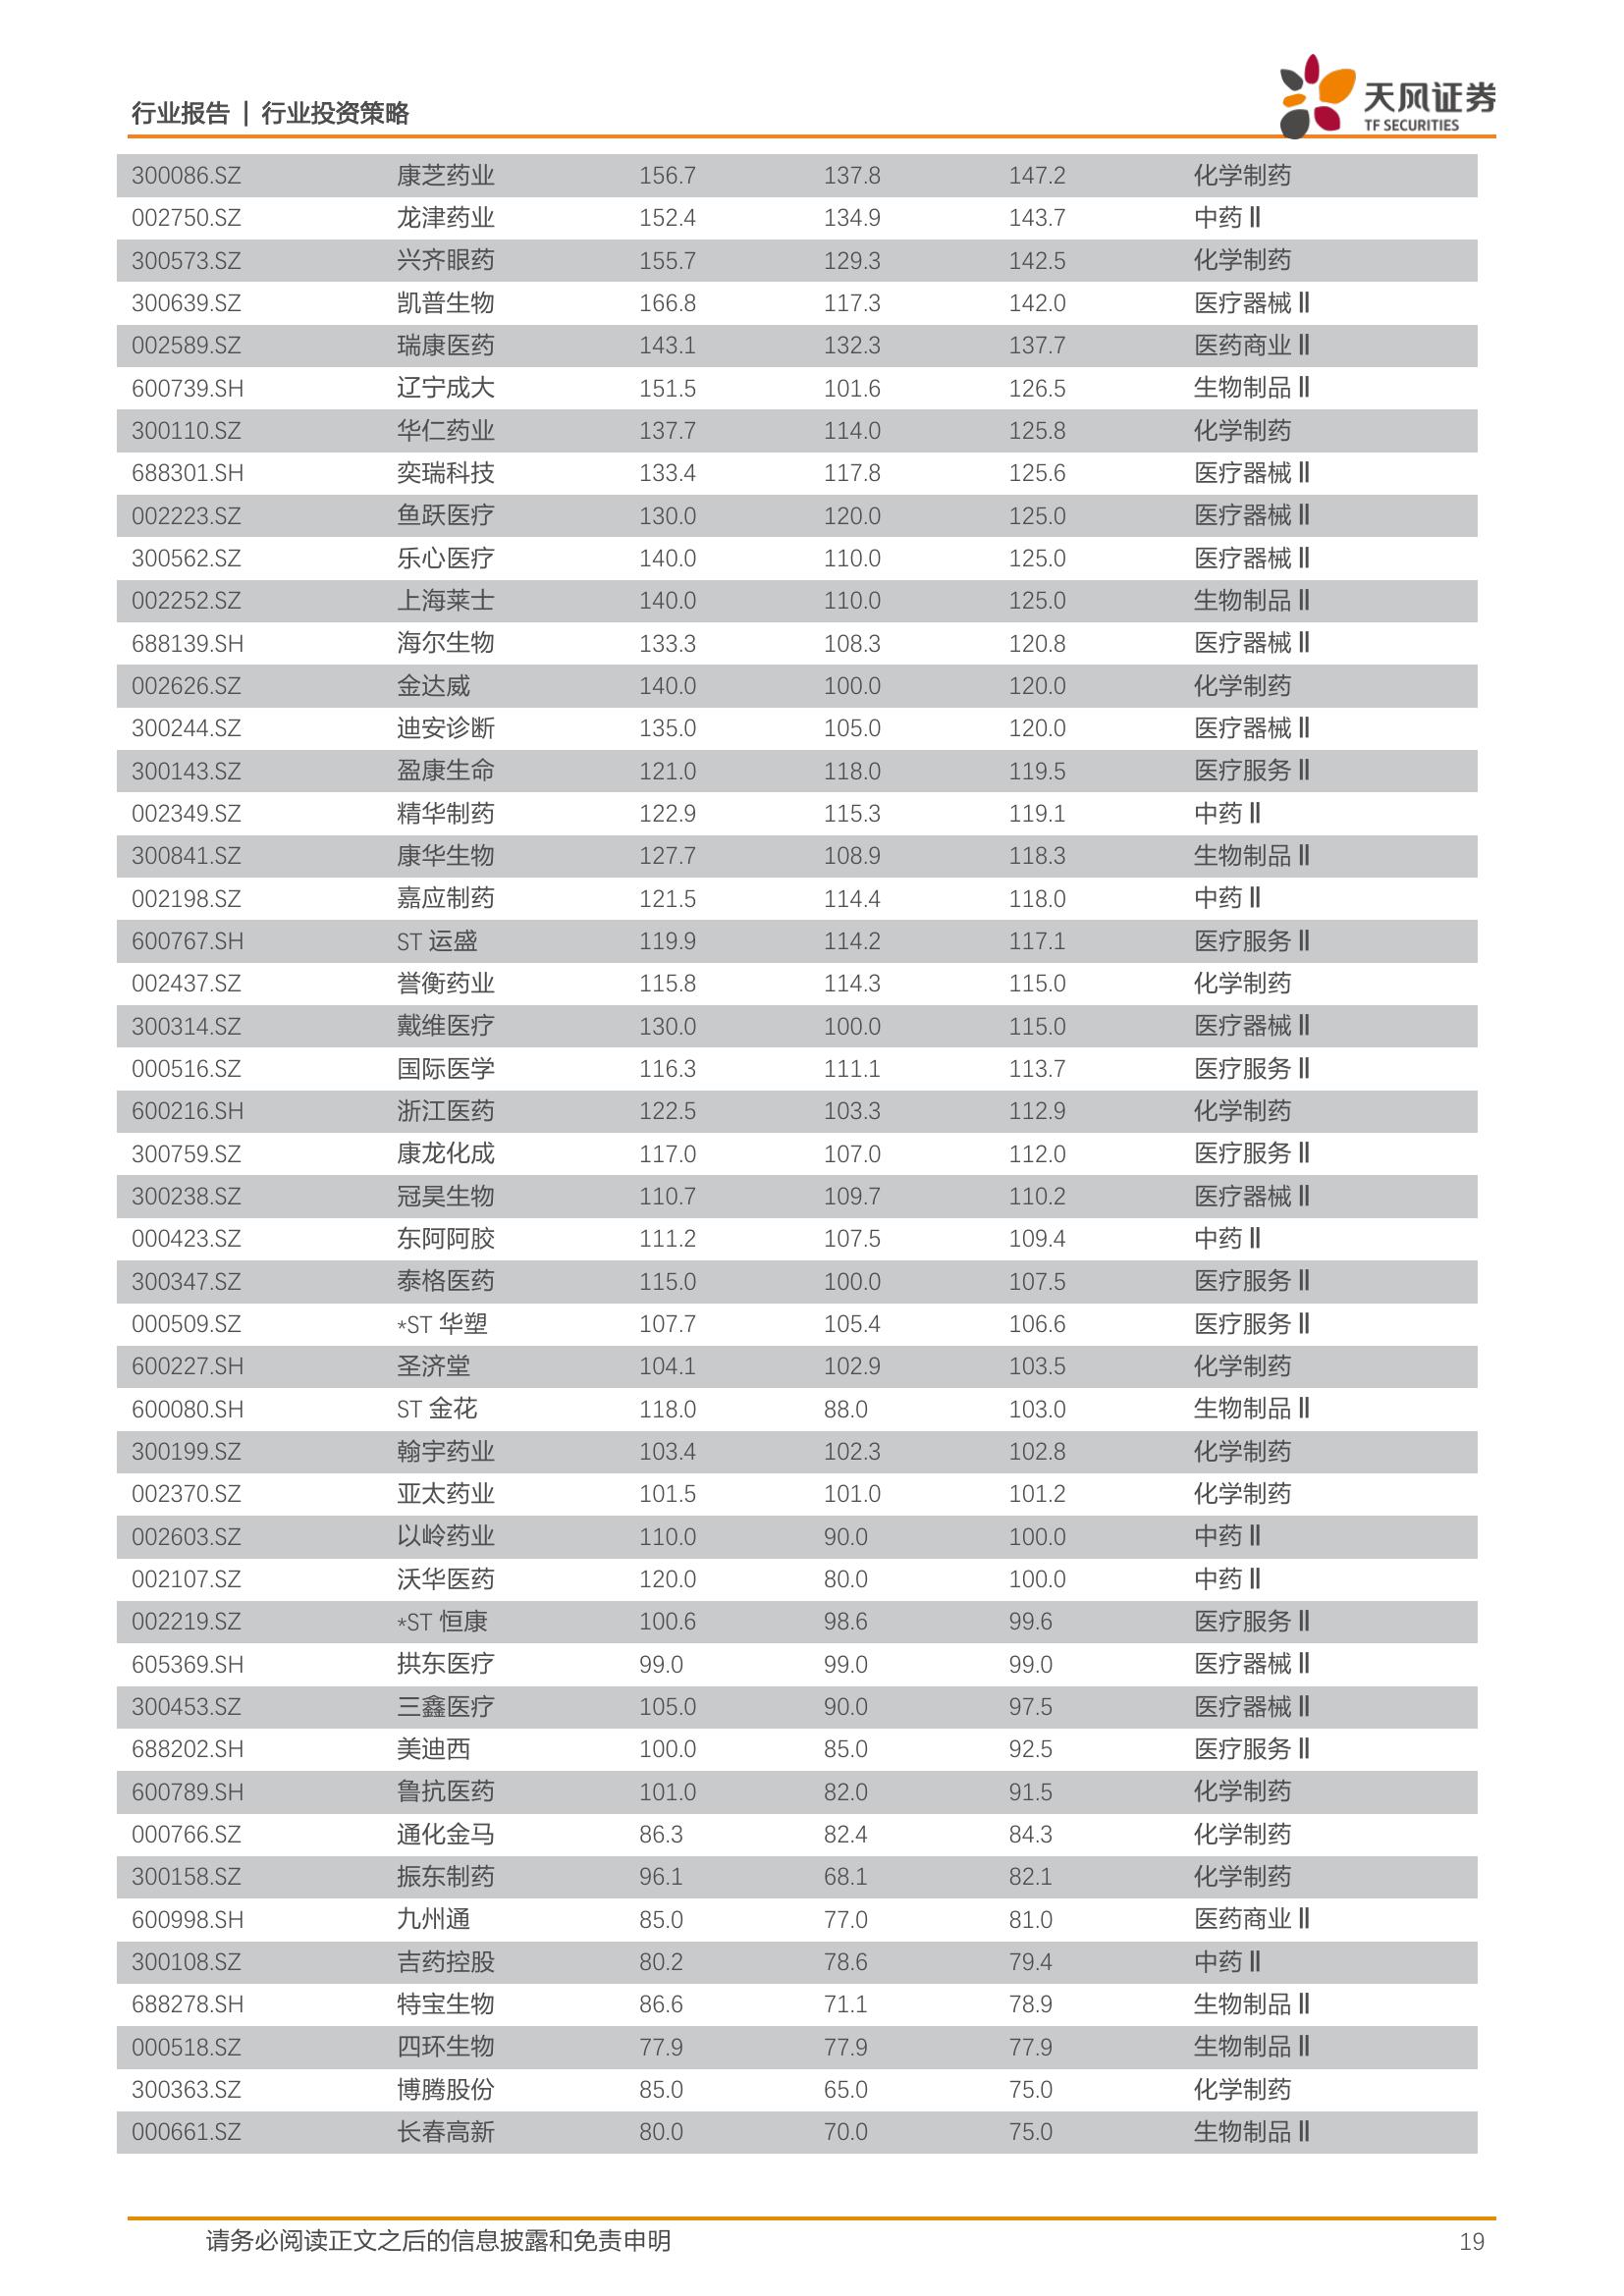 行业报告 | 行业投资策略
天风证券
TF SECURITIES
300086.SZ 康芝药业 156.7 137.8 147.2 化学制药
002750.SZ 龙津药业 152.4 134.9 143.7 中药Ⅱ
300573.SZ 兴齐眼药 155.7 129.3 142.5 化学制药
300639.SZ 凯普生物 166.8 117.3 142.0 医疗器械Ⅱ
002589.SZ 瑞康医药 143.1 132.3 137.7 医药商业Ⅱ
600739.SH 辽宁成大 151.5 101.6 126.5 生物制品Ⅱ
300110.SZ 华仁药业 137.7 114.0 125.8 化学制药
688301.SH 奕瑞科技 133.4 117.8 125.6 医疗器械Ⅱ
002223.SZ 鱼跃医疗 130.0 120.0 125.0 医疗器械Ⅱ
300562.SZ 乐心医疗 140.0 110.0 125.0 医疗器械Ⅱ
002252.SZ 上海莱士 140.0 110.0 125.0 生物制品Ⅱ
688139.SH 海尔生物 133.3 108.3 120.8 医疗器械Ⅱ
002626.SZ 金达威 140.0 100.0 120.0 化学制药
300244.SZ 迪安诊断 135.0 105.0 120.0 医疗器械Ⅱ
300143.SZ 盈康生命 121.0 118.0 119.5 医疗服务Ⅱ
002349.SZ 精华制药 122.9 115.3 119.1 中药Ⅱ
300841.SZ 康华生物 127.7 108.9 118.3 生物制品Ⅱ
002198.SZ 嘉应制药 121.5 114.4 118.0 中药Ⅱ
600767.SH ST 运盛 119.9 114.2 117.1 医疗服务Ⅱ
002437.SZ 誉衡药业 115.8 114.3 115.0 化学制药
300314.SZ 戴维医疗 130.0 100.0 115.0 医疗器械Ⅱ
000516.SZ 国际医学 116.3 111.1 113.7 医疗服务Ⅱ
600216.SH 浙江医药 122.5 103.3 112.9 化学制药
300759.SZ 康龙化成 117.0 107.0 112.0 医疗服务Ⅱ
300238.SZ 冠昊生物 110.7 109.7 110.2 医疗器械Ⅱ
000423.SZ 东阿阿胶 111.2 107.5 109.4 中药Ⅱ
300347.SZ 泰格医药 115.0 100.0 107.5 医疗服务Ⅱ
000509.SZ *ST 华塑 107.7 105.4 106.6 医疗服务Ⅱ
600227.SH 圣济堂 104.1 102.9 103.5 化学制药
600080.SH ST 金花 118.0 88.0 103.0 生物制品Ⅱ
300199.SZ 翰宇药业 103.4 102.3 102.8 化学制药
002370.SZ 亚太药业 101.5 101.0 101.2 化学制药
002603.SZ 以岭药业 110.0 90.0 100.0 中药Ⅱ
002107.SZ 沃华医药 120.0 80.0 100.0 中药Ⅱ
002219.SZ *ST 恒康 100.6 98.6 99.6 医疗服务Ⅱ
605369.SH 拱东医疗 99.0 99.0 99.0 医疗器械Ⅱ
300453.SZ 三鑫医疗 105.0 90.0 97.5 医疗器械Ⅱ
688202.SH 美迪西 100.0 85.0 92.5 医疗服务Ⅱ
600789.SH 鲁抗医药 101.0 82.0 91.5 化学制药
000766.SZ 通化金马 86.3 82.4 84.3 化学制药
300158.SZ 振东制药 96.1 68.1 82.1 化学制药
600998.SH 九州通 85.0 77.0 81.0 医药商业Ⅱ
300108.SZ 吉药控股 80.2 78.6 79.4 中药Ⅱ
688278.SH 特宝生物 86.6 71.1 78.9 生物制品Ⅱ
000518.SZ 四环生物 77.9 77.9 77.9 生物制品Ⅱ
300363.SZ 博腾股份 85.0 65.0 75.0 化学制药
000661.SZ 长春高新 80.0 70.0 75.0 生物制品Ⅱ
请务必阅读正文之后的信息披露和免责申明 19